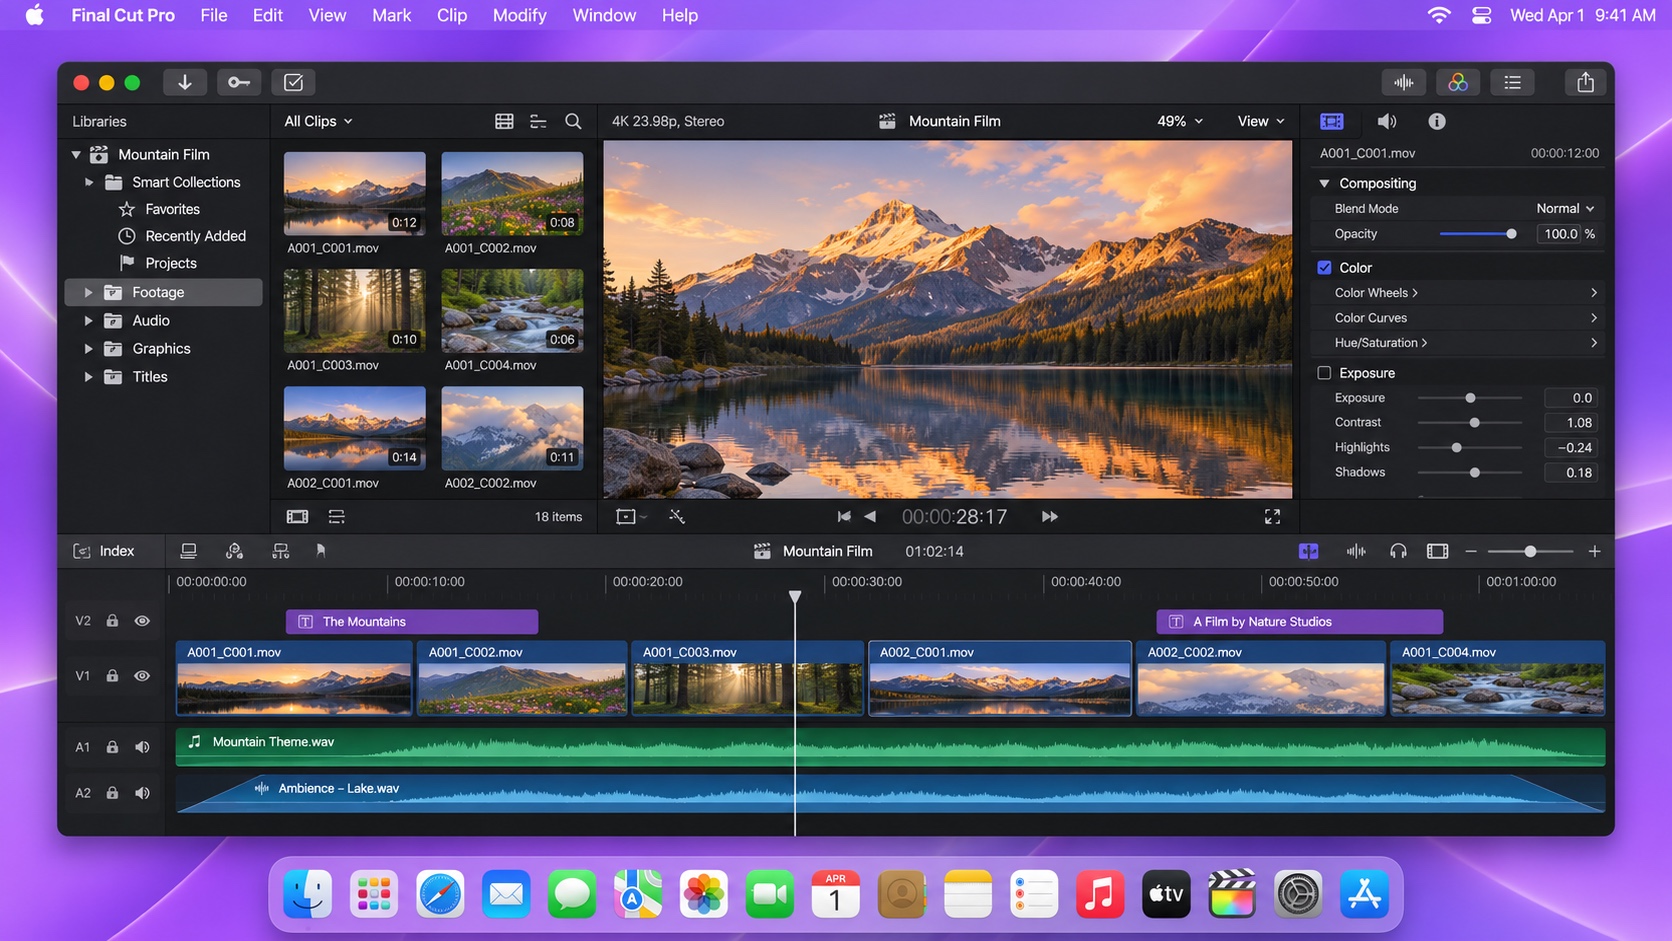 Final Cut Pro File Edit View Mark Clip Modify Window Help Wed Apr 1 9:41 AM
Libraries
All Clips
4K 23.98p, Stereo
Mountain Film
49%
View
Mountain Film
Smart Collections
Favorites
Recently Added
Projects
Footage
Audio
Graphics
Titles
0:12
0:08
A001_C001.mov
A001_C002.mov
0:10
0:06
A001_C003.mov
A001_C004.mov
0:14
0:11
A002_C001.mov
A002_C002.mov
18 items
00:00:28:17
A001_C001.mov
00:00:12:00
Compositing
Blend Mode
Normal
Opacity
100.0 %
Color
Color Wheels >
Color Curves
Hue/Saturation >
Exposure
Exposure
0.0
Contrast
1.08
Highlights
−0.24
Shadows
0.18
Index
Mountain Film
01:02:14
00:00:00:00
00:00:10:00
00:00:20:00
00:00:30:00
00:00:40:00
00:00:50:00
00:01:00:00
V2
The Mountains
A Film by Nature Studios
V1
A001_C001.mov
A001_C002.mov
A001_C003.mov
A002_C001.mov
A002_C002.mov
A001_C004.mov
A1
Mountain Theme.wav
A2
Ambience – Lake.wav
APR
1
tv